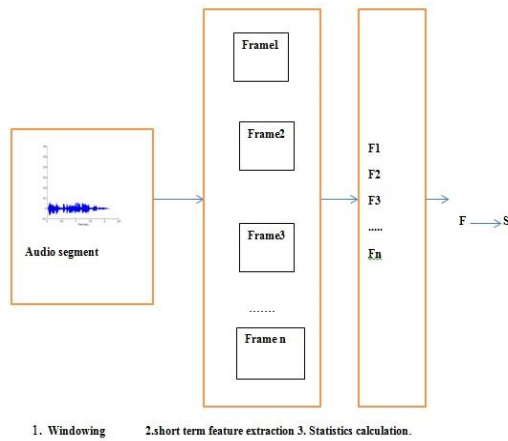 Frame1
Frame2
Frame3
.......
Frame n
Audio segment
F1
F2
F3
.....
Fn
F S
1. Windowing 2.short term feature extraction 3. Statistics calculation.